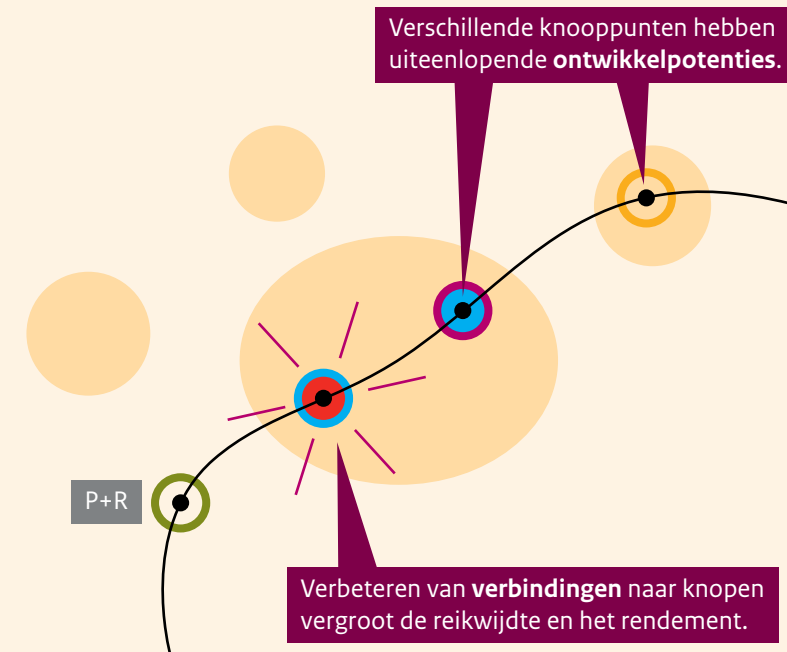 Verschillende knooppunten hebben
uiteenlopende ontwikkelpotenties.
P+R
Verbeteren van verbindingen naar knopen
vergroot de reikwijdte en het rendement.